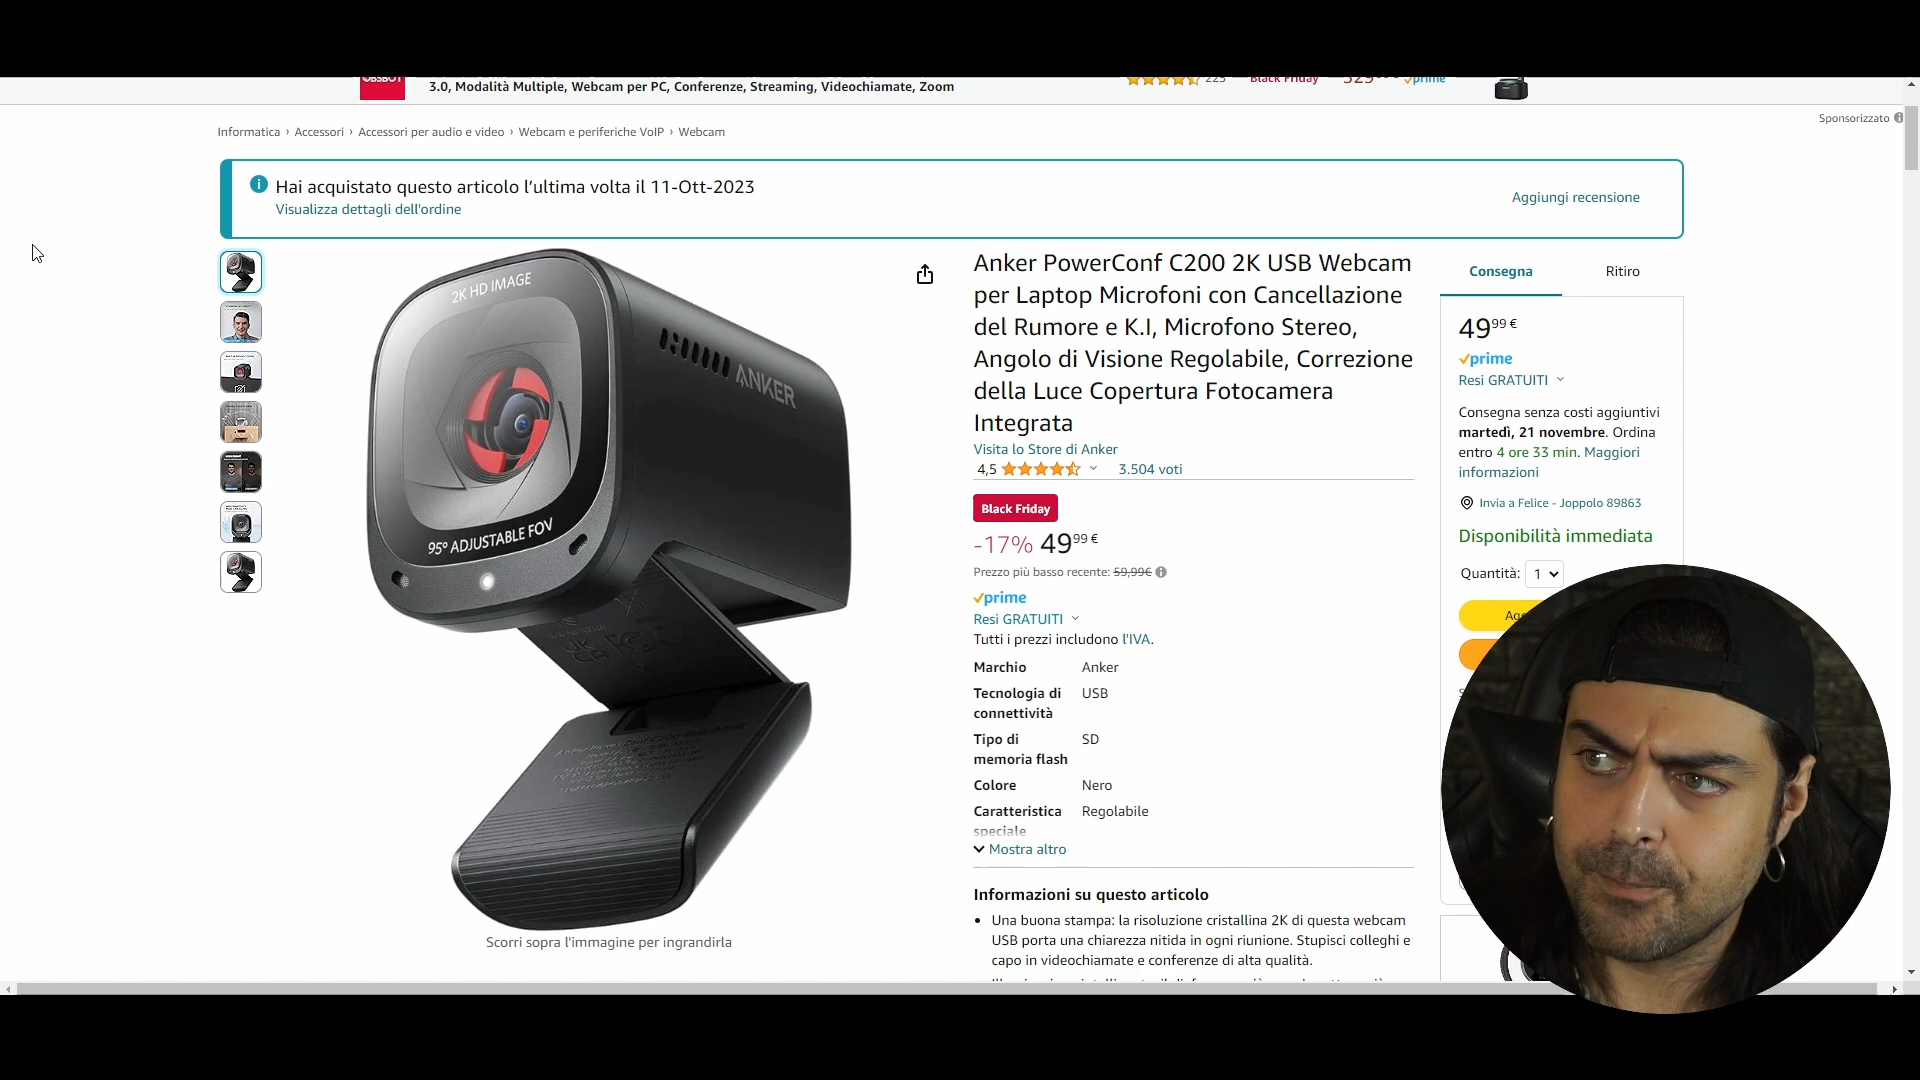 OBSBOT
3.0, Modalità Multiple, Webcam per PC, Conferenze, Streaming, Videochiamate, Zoom
225
Black Friday
329
prime
Sponsorizzato
Informatica › Accessori › Accessori per audio e video › Webcam e periferiche VoIP › Webcam
Hai acquistato questo articolo l'ultima volta il 11-Ott-2023
Visualizza dettagli dell'ordine
Aggiungi recensione
2K HD IMAGE
ANKER
95° ADJUSTABLE FOV
Scorri sopra l'immagine per ingrandirla
Anker PowerConf C200 2K USB Webcam
per Laptop Microfoni con Cancellazione
del Rumore e K.I, Microfono Stereo,
Angolo di Visione Regolabile, Correzione
della Luce Copertura Fotocamera
Integrata
Visita lo Store di Anker
4,5
3.504 voti
Black Friday
-17% 49,99 €
Prezzo più basso recente: 59,99€
prime
Resi GRATUITI
Tutti i prezzi includono l'IVA.
Marchio Anker
Tecnologia di USB
connettività
Tipo di SD
memoria flash
Colore Nero
Caratteristica Regolabile
speciale
Mostra altro
Informazioni su questo articolo
• Una buona stampa: la risoluzione cristallina 2K di questa webcam
USB porta una chiarezza nitida in ogni riunione. Stupisci colleghi e
capo in videochiamate e conferenze di alta qualità.
Consegna
Ritiro
49,99 €
prime
Resi GRATUITI
Consegna senza costi aggiuntivi
martedì, 21 novembre. Ordina
entro 4 ore 33 min. Maggiori
informazioni
Invia a Felice - Joppolo 89863
Disponibilità immediata
Quantità: 1